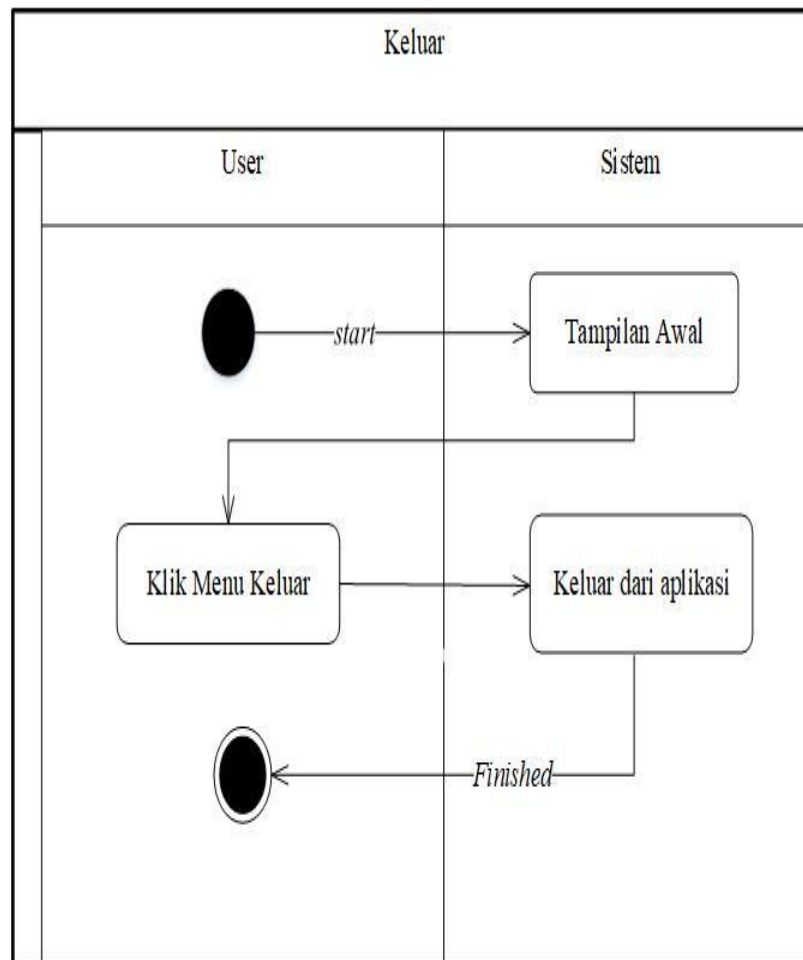 Keluar
User
Sistem
start
Tampilan Awal
Klik Menu Keluar
Keluar dari aplikasi
Finished